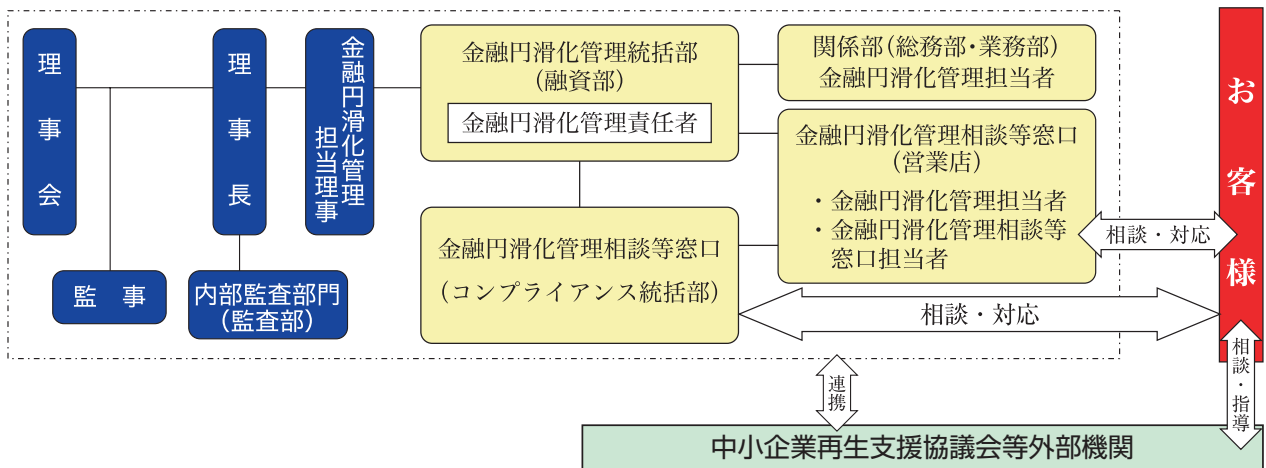 理事会
理事長
金融円滑化管理
担当理事
監　事
内部監査部門
（監査部）
金融円滑化管理統括部
（融資部）
金融円滑化管理責任者
金融円滑化管理相談等窓口
（コンプライアンス統括部）
関係部（総務部・業務部）
金融円滑化管理担当者
金融円滑化管理相談等窓口
（営業店）
・金融円滑化管理担当者
・金融円滑化管理相談等
窓口担当者
相談・対応
相談・対応
お客様
相談・指導
連携
中小企業再生支援協議会等外部機関